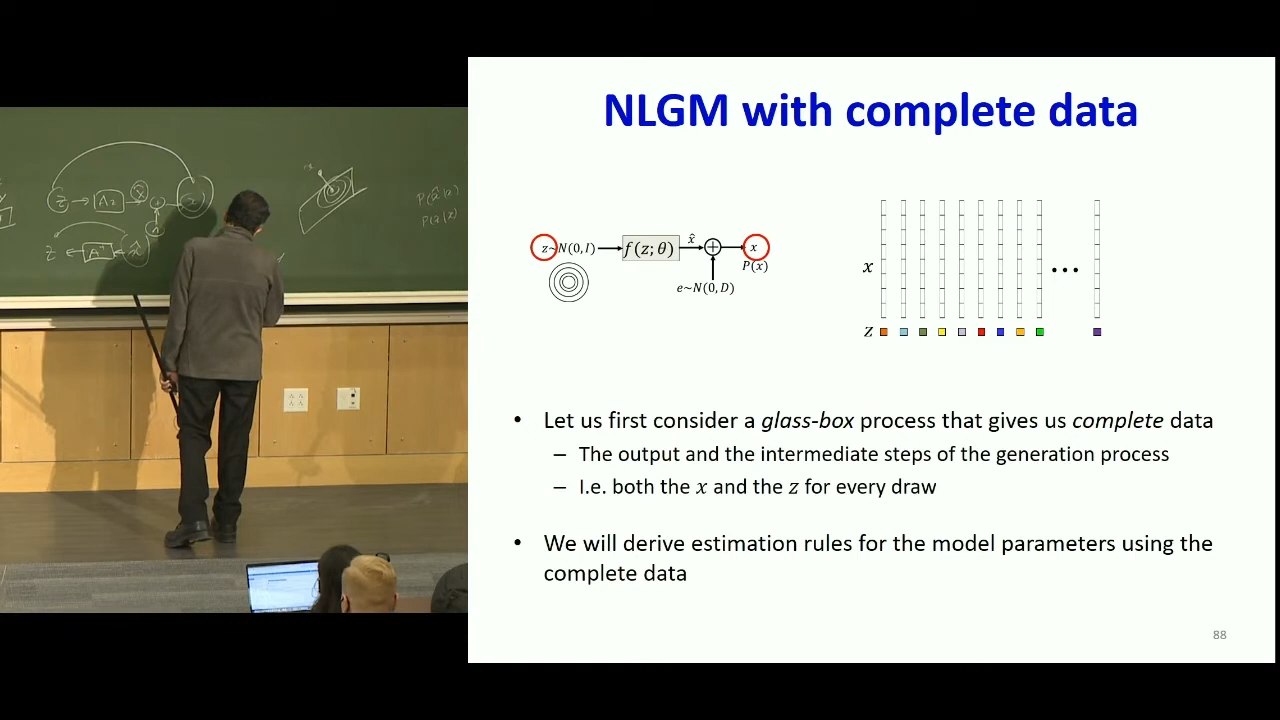 NLGM with complete data
z~N(0,I) f(z;θ) x̂ x
P(x)
e~N(0,D)
x
z
• Let us first consider a glass-box process that gives us complete data
– The output and the intermediate steps of the generation process
– I.e. both the x and the z for every draw
• We will derive estimation rules for the model parameters using the
complete data
88
z → Az → x̂ + x